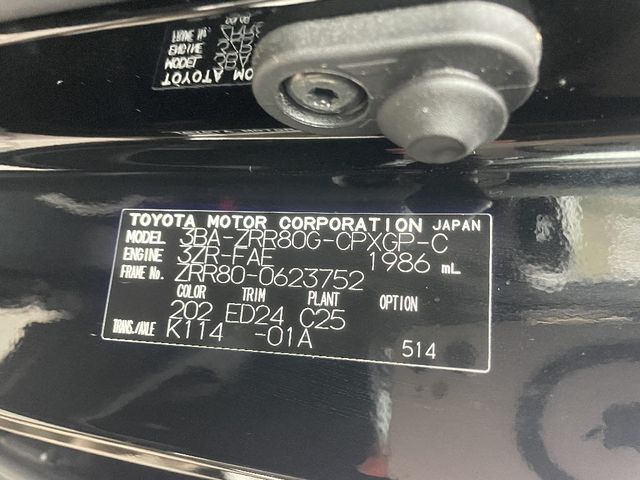 TOYOTA MOTOR CORPORATION JAPAN
MODEL 3BA-ZRR80G-CPXGP-C
ENGINE 3ZR-FAE 1986 mL
FRAME No. ZRR80-0623752
COLOR TRIM PLANT OPTION
202 ED24 C25
TRANS./AXLE K114 -01A
514